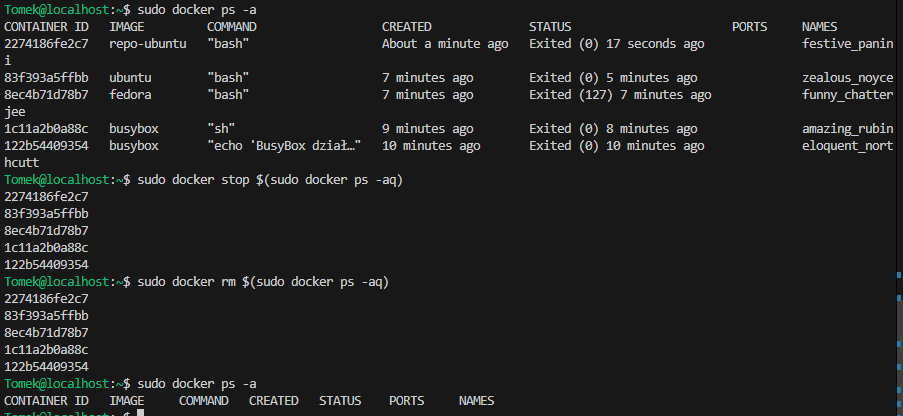 Tomek@localhost:~$ sudo docker ps -a
CONTAINER ID   IMAGE         COMMAND                  CREATED              STATUS                       PORTS     NAMES
2274186fe2c7   repo-ubuntu   "bash"                   About a minute ago   Exited (0) 17 seconds ago              festive_panin
i
83f393a5ffbb   ubuntu        "bash"                   7 minutes ago        Exited (0) 5 minutes ago               zealous_noyce
8ec4b71d78b7   fedora        "bash"                   7 minutes ago        Exited (127) 7 minutes ago             funny_chatter
jee
1c11a2b0a88c   busybox       "sh"                     9 minutes ago        Exited (0) 8 minutes ago               amazing_rubin
122b54409354   busybox       "echo 'BusyBox dział…"   10 minutes ago       Exited (0) 10 minutes ago              eloquent_nort
hcutt
Tomek@localhost:~$ sudo docker stop $(sudo docker ps -aq)
2274186fe2c7
83f393a5ffbb
8ec4b71d78b7
1c11a2b0a88c
122b54409354
Tomek@localhost:~$ sudo docker rm $(sudo docker ps -aq)
2274186fe2c7
83f393a5ffbb
8ec4b71d78b7
1c11a2b0a88c
122b54409354
Tomek@localhost:~$ sudo docker ps -a
CONTAINER ID   IMAGE     COMMAND   CREATED   STATUS    PORTS     NAMES
Tomek@localhost:~$